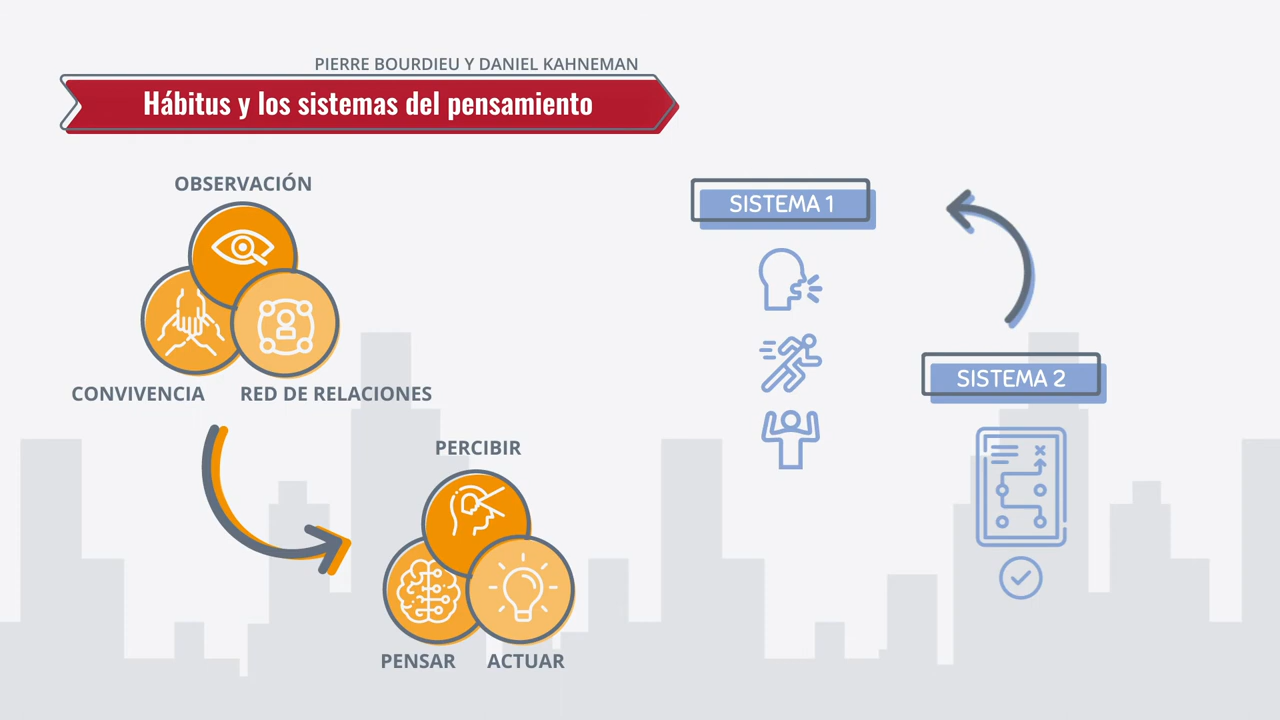 PIERRE BOURDIEU Y DANIEL KAHNEMAN
Hábitus y los sistemas del pensamiento
OBSERVACIÓN
CONVIVENCIA
RED DE RELACIONES
PERCIBIR
PENSAR
ACTUAR
SISTEMA 1
SISTEMA 2